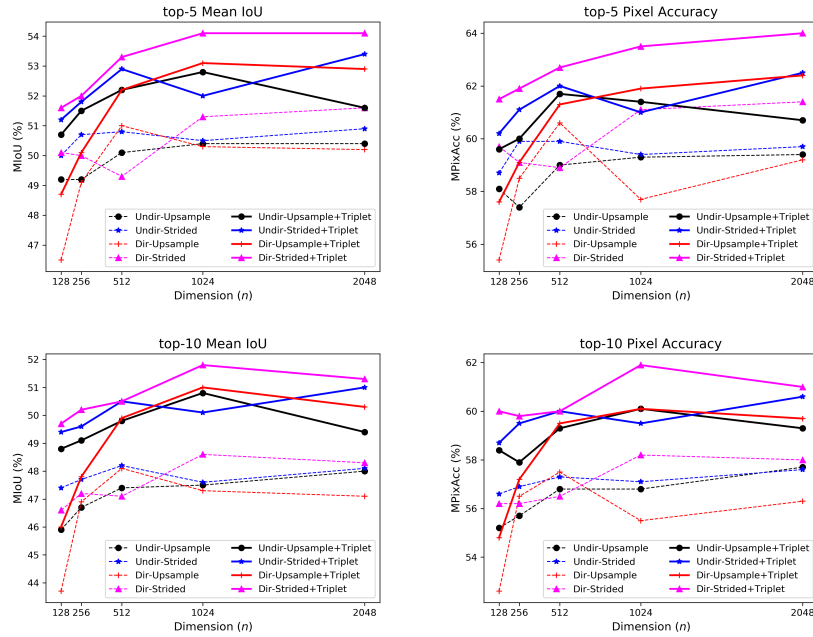 top-5 Mean IoU
MIoU (%)
54
53
52
51
50
49
48
47
Undir-Upsample
Undir-Strided
Dir-Upsample
Dir-Strided
Undir-Upsample+Triplet
Undir-Strided+Triplet
Dir-Upsample+Triplet
Dir-Strided+Triplet
128 256 512 1024 2048
Dimension (n)
top-5 Pixel Accuracy
MPixAcc (%)
64
62
60
58
56
Undir-Upsample
Undir-Strided
Dir-Upsample
Dir-Strided
Undir-Upsample+Triplet
Undir-Strided+Triplet
Dir-Upsample+Triplet
Dir-Strided+Triplet
128 256 512 1024 2048
Dimension (n)
top-10 Mean IoU
MIoU (%)
52
51
50
49
48
47
46
45
44
Undir-Upsample
Undir-Strided
Dir-Upsample
Dir-Strided
Undir-Upsample+Triplet
Undir-Strided+Triplet
Dir-Upsample+Triplet
Dir-Strided+Triplet
128 256 512 1024 2048
Dimension (n)
top-10 Pixel Accuracy
MPixAcc (%)
62
60
58
56
54
Undir-Upsample
Undir-Strided
Dir-Upsample
Dir-Strided
Undir-Upsample+Triplet
Undir-Strided+Triplet
Dir-Upsample+Triplet
Dir-Strided+Triplet
128 256 512 1024 2048
Dimension (n)